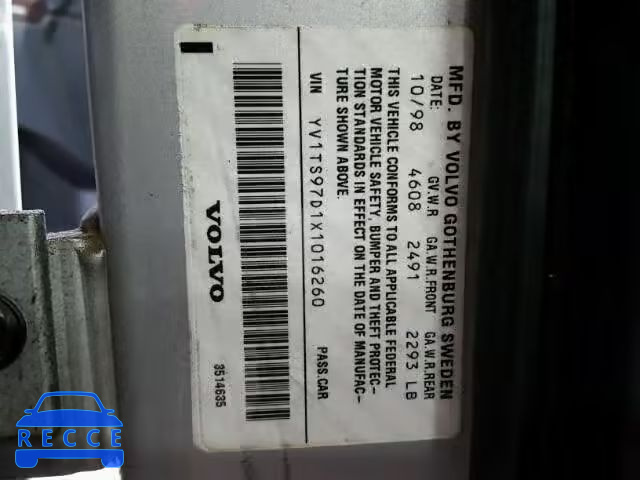 MFD. BY VOLVO GOTHENBURG SWEDEN
DATE: GV.W.R GA.W.R.FRONT GA.W.R.REAR
10/98 4608 2491 2293 LB
THIS VEHICLE CONFORMS TO ALL APPLICABLE FEDERAL
MOTOR VEHICLE SAFETY, BUMPER AND THEFT PROTEC-
TION STANDARDS IN EFFECT ON THE DATE OF MANUFAC-
TURE SHOWN ABOVE.
VIN YV1TS97D1X1016260 PASS.CAR
VOLVO
3514635
RECCE